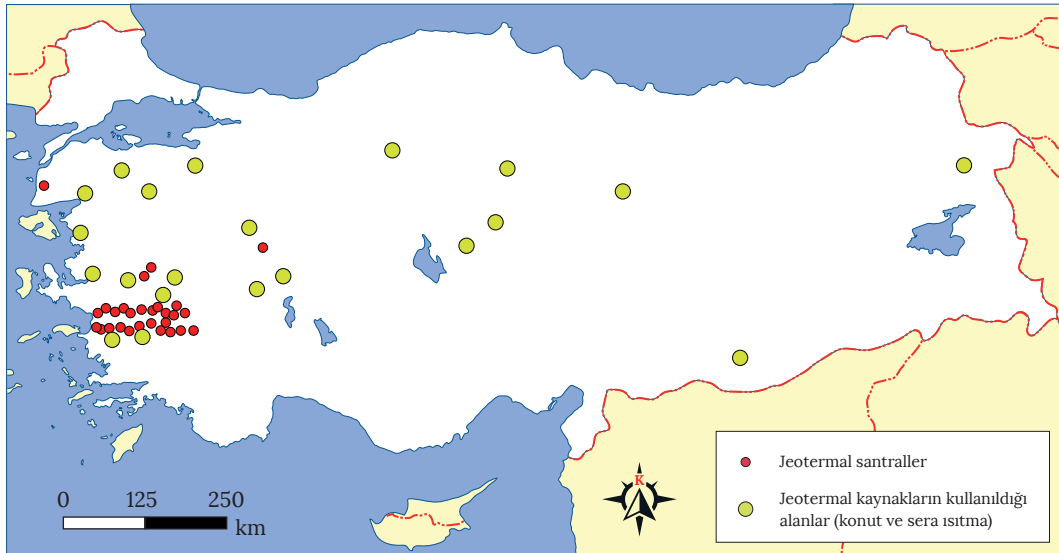 K
Jeotermal santraller
Jeotermal kaynakların kullanıldığı
alanlar (konut ve sera ısıtma)
0 125 250
km